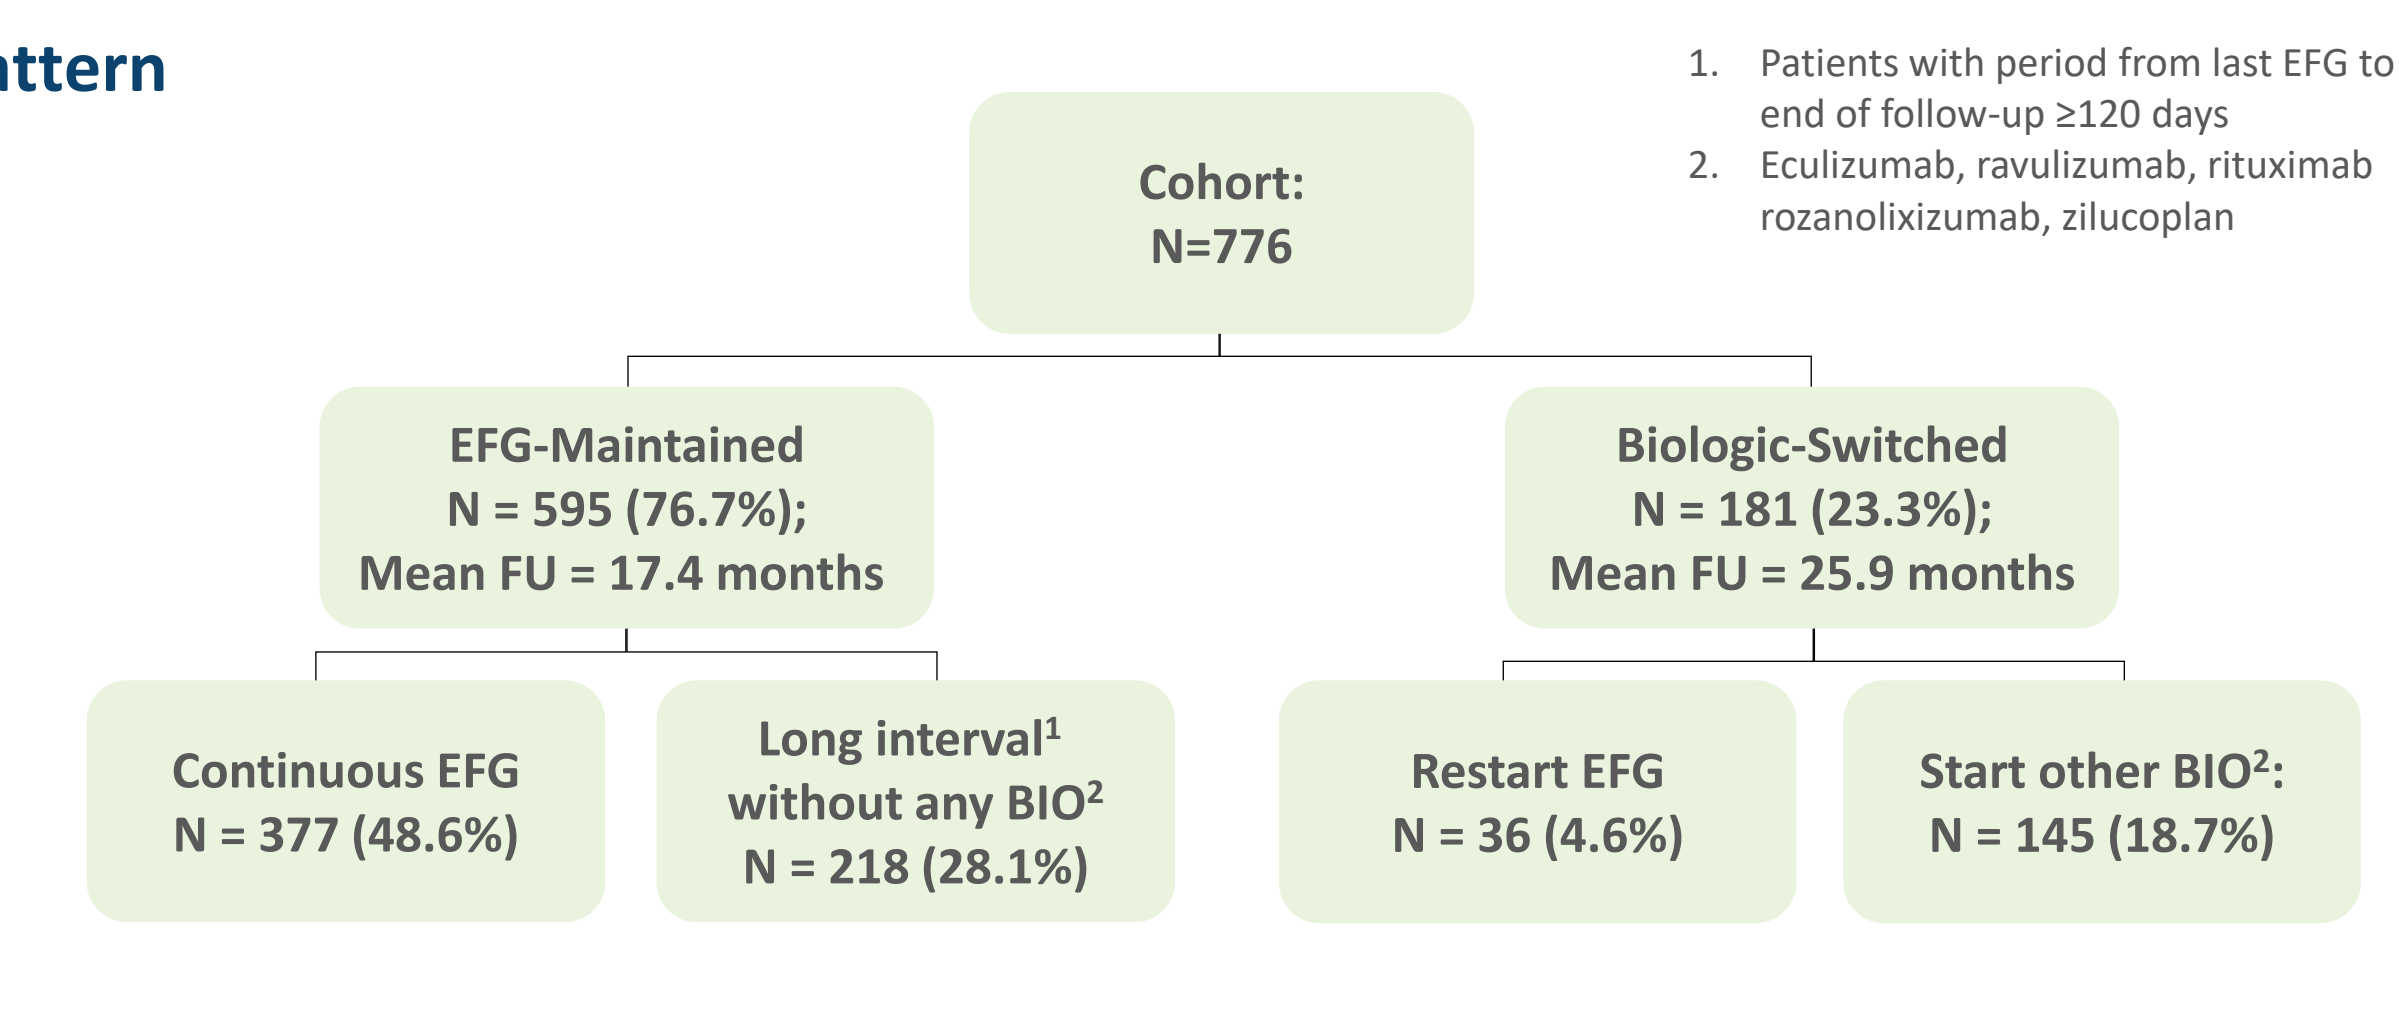 attern
1. Patients with period from last EFG to
end of follow-up ≥120 days
2. Eculizumab, ravulizumab, rituximab
rozanolixizumab, zilucoplan
Cohort:
N=776
EFG-Maintained
N = 595 (76.7%);
Mean FU = 17.4 months
Biologic-Switched
N = 181 (23.3%);
Mean FU = 25.9 months
Continuous EFG
N = 377 (48.6%)
Long interval¹
without any BIO²
N = 218 (28.1%)
Restart EFG
N = 36 (4.6%)
Start other BIO²:
N = 145 (18.7%)